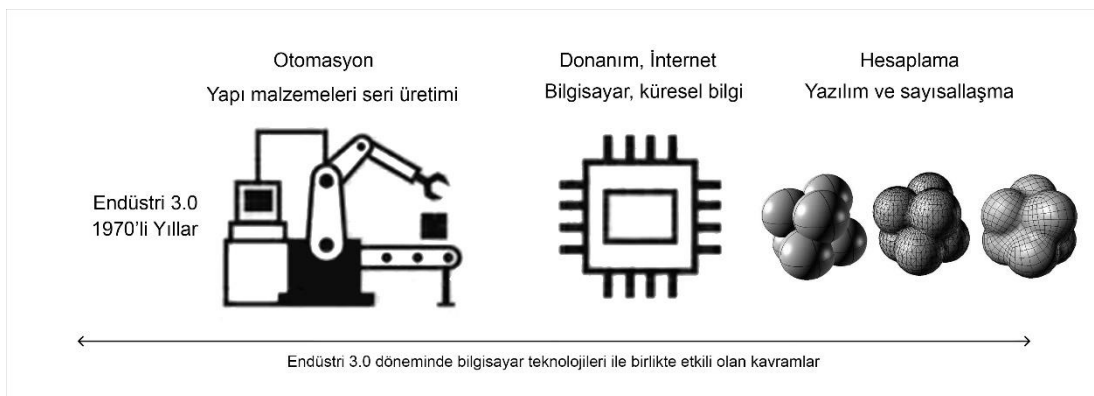 Otomasyon
Yapı malzemeleri seri üretimi
Donanım, İnternet
Bilgisayar, küresel bilgi
Hesaplama
Yazılım ve sayısallaşma
Endüstri 3.0
1970’li Yıllar
Endüstri 3.0 döneminde bilgisayar teknolojileri ile birlikte etkili olan kavramlar